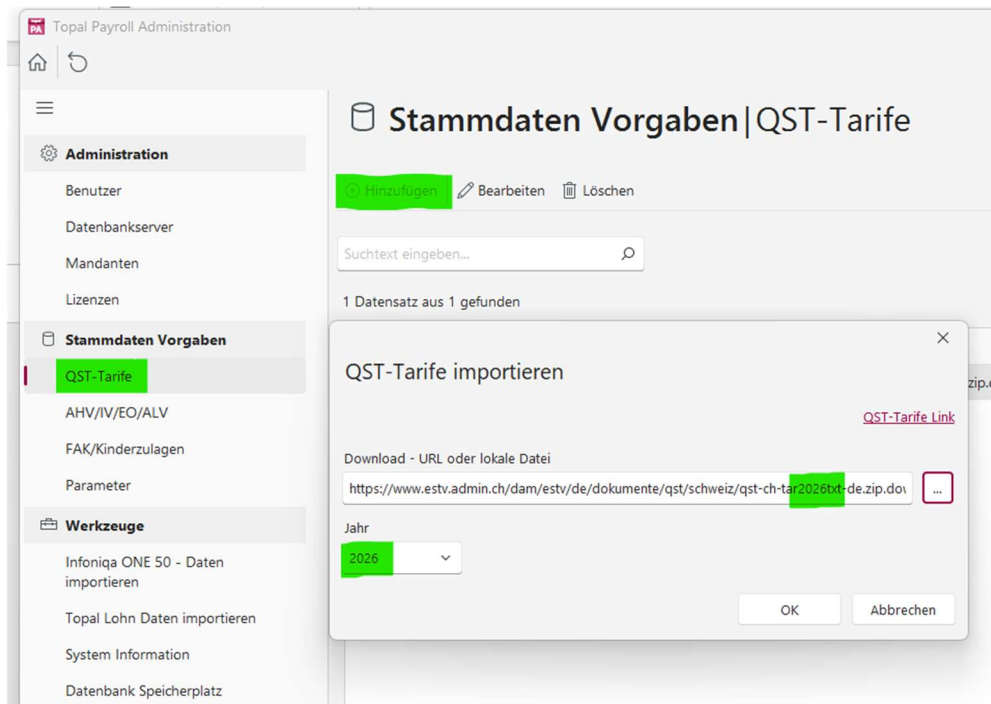 Topal Payroll Administration
Stammdaten Vorgaben|QST-Tarife
Administration
Benutzer
Datenbankserver
Mandanten
Lizenzen
Stammdaten Vorgaben
QST-Tarife
AHV/IV/EO/ALV
FAK/Kinderzulagen
Parameter
Werkzeuge
Infoniqa ONE 50 - Daten
importieren
Topal Lohn Daten importieren
System Information
Datenbank Speicherplatz
Hinzufügen Bearbeiten Löschen
Suchtext eingeben...
1 Datensatz aus 1 gefunden
QST-Tarife importieren
QST-Tarife Link
Download - URL oder lokale Datei
https://www.estv.admin.ch/dam/estv/de/dokumente/qst/schweiz/qst-ch-tar2026txt-de.zip.dow ...
Jahr
2026
OK Abbrechen